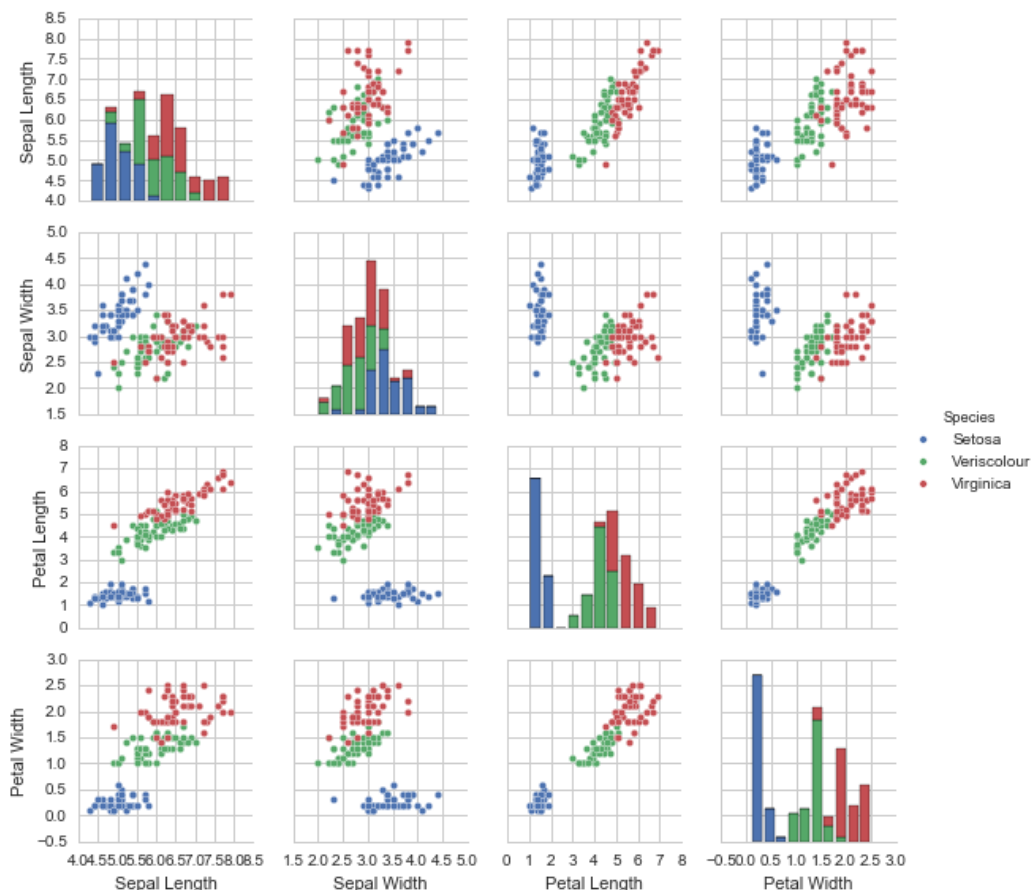 8.5
8.0
7.5
7.0
6.5
6.0
5.5
5.0
4.5
4.0
Sepal Length
5.0
4.5
4.0
3.5
3.0
2.5
2.0
1.5
Sepal Width
Species
Setosa
Veriscolour
Virginica
8
7
6
5
4
3
2
1
0
Petal Length
3.0
2.5
2.0
1.5
1.0
0.5
0.0
−0.5
Petal Width
4.04.55.05.56.06.57.07.58.08.5
Sepal Length
1.5 2.0 2.5 3.0 3.5 4.0 4.5 5.0
Sepal Width
0 1 2 3 4 5 6 7 8
Petal Length
−0.50.0 0.5 1.0 1.5 2.0 2.5 3.0
Petal Width